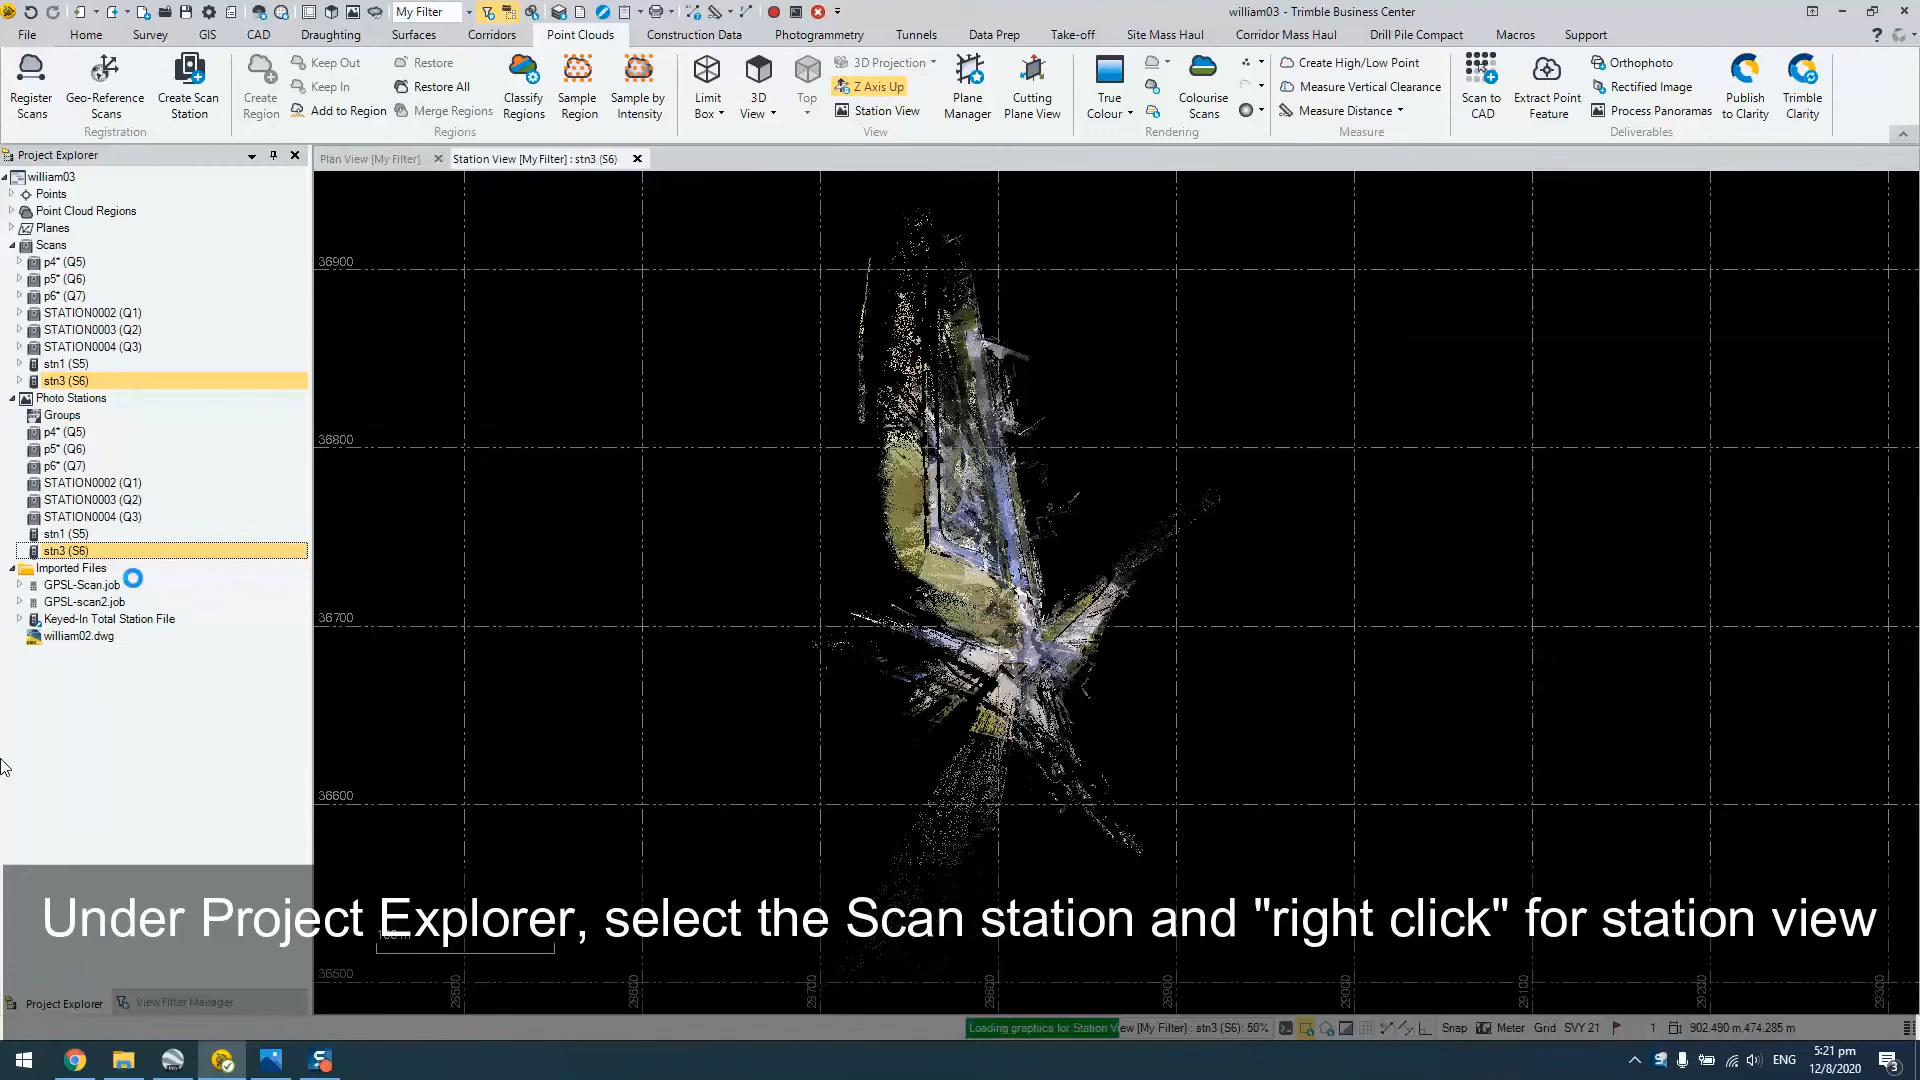 My Filter
william03 - Trimble Business Center
File Home Survey GIS CAD Draughting Surfaces Corridors Point Clouds Construction Data Photogrammetry Tunnels Data Prep Take-off Site Mass Haul Corridor Mass Haul Drill Pile Compact Macros Support
Register Scans
Geo-Reference Scans
Create Scan Station
Registration
Create Region
Keep Out
Keep In
Add to Region
Restore
Restore All
Merge Regions
Classify Regions
Sample Region
Sample by Intensity
Regions
Limit Box
3D View
Top
3D Projection
Z Axis Up
Station View
Plane Manager
Cutting Plane View
View
True Colour
Colourise Scans
Rendering
Create High/Low Point
Measure Vertical Clearance
Measure Distance
Measure
Scan to CAD
Extract Point Feature
Orthophoto
Rectified Image
Process Panoramas
Publish to Clarity
Trimble Clarity
Deliverables
Project Explorer
Plan View [My Filter]
Station View [My Filter] : stn3 (S6)
william03
Points
Point Cloud Regions
Planes
Scans
p4* (Q5)
p5* (Q6)
p6* (Q7)
STATION0002 (Q1)
STATION0003 (Q2)
STATION0004 (Q3)
stn1 (S5)
stn3 (S6)
Photo Stations
Groups
p4* (Q5)
p5* (Q6)
p6* (Q7)
STATION0002 (Q1)
STATION0003 (Q2)
STATION0004 (Q3)
stn1 (S5)
stn3 (S6)
Imported Files
GPSL-Scan.job
GPSL-scan2.job
Keyed-In Total Station File
william02.dwg
36900
36800
36700
36600
36500
Under Project Explorer, select the Scan station and "right click" for station view
Project Explorer
View Filter Manager
Loading graphics for Station View [My Filter] : stn3 (S6): 50%
Snap Meter Grid SVY 21 1 902.490 m,474.285 m
ENG
5:21 pm
12/8/2020
3